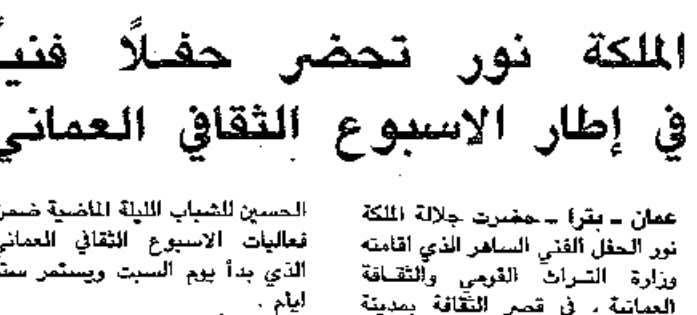 الملكة نور تحضر حفلاً فنياً
في إطار الاسبوع الثقافي العماني
عمان ـ بترا ـ حضرت جلالة الملكة
نور الحفل الفني الساهر الذي اقامته
وزارة التراث القومي والثقافة
العمانية ، في قصر الثقافة بمدينة
الحسين للشباب الليلة الماضية ضمن
فعاليات الاسبوع الثقافي العماني
الذي بدأ يوم السبت ويستمر ستة
ايام .